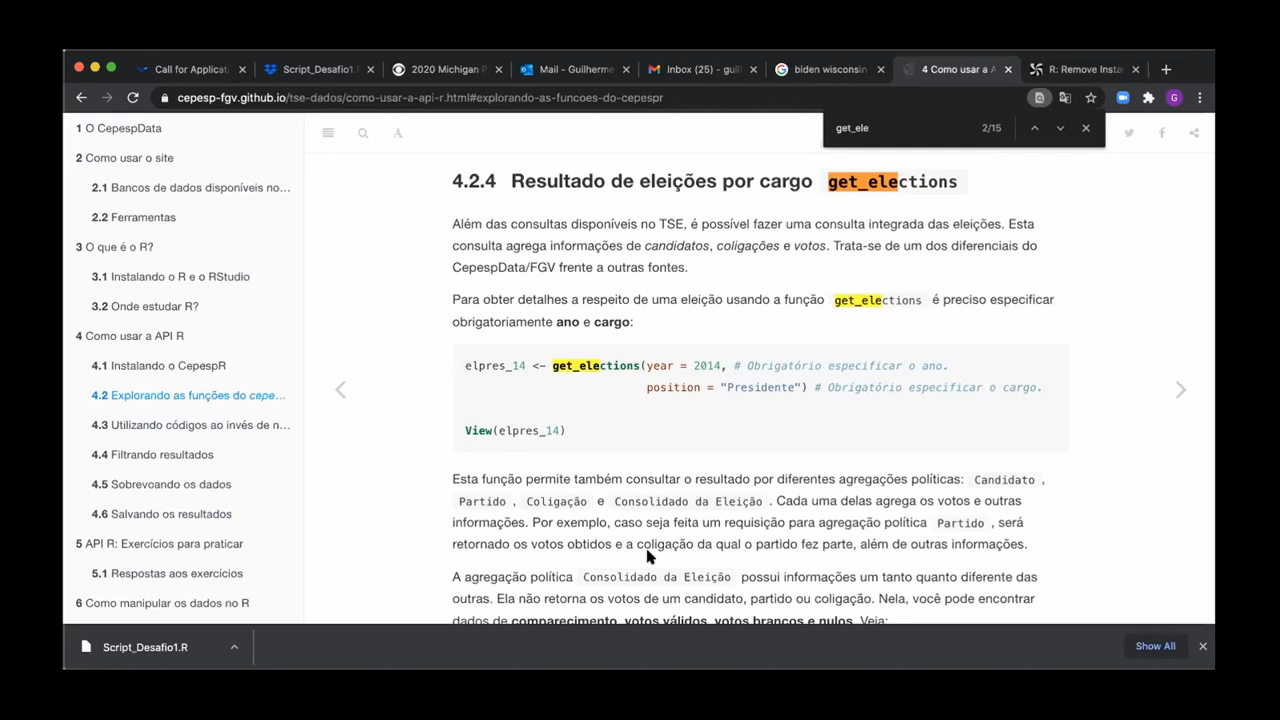 Call for Applicat
Script_Desafio1.
2020 Michigan P
Mail - Guilherme
Inbox (25) - guil
biden wisconsin
4 Como usar a A
R: Remove Insta
cepesp-fgv.github.io/tse-dados/como-usar-a-api-r.html#explorando-as-funcoes-do-cepespr
G
get_ele
2/15
1 O CepespData
2 Como usar o site
2.1 Bancos de dados disponíveis no...
2.2 Ferramentas
3 O que é o R?
3.1 Instalando o R e o RStudio
3.2 Onde estudar R?
4 Como usar a API R
4.1 Instalando o CepespR
4.2 Explorando as funções do cepe...
4.3 Utilizando códigos ao invés de n...
4.4 Filtrando resultados
4.5 Sobrevoando os dados
4.6 Salvando os resultados
5 API R: Exercícios para praticar
5.1 Respostas aos exercícios
6 Como manipular os dados no R
A
4.2.4 Resultado de eleições por cargo get_elections
Além das consultas disponíveis no TSE, é possível fazer uma consulta integrada das eleições. Esta
consulta agrega informações de candidatos, coligações e votos. Trata-se de um dos diferenciais do
CepespData/FGV frente a outras fontes.
Para obter detalhes a respeito de uma eleição usando a função get_elections é preciso especificar
obrigatoriamente ano e cargo:
elpres_14 <- get_elections(year = 2014, # Obrigatório especificar o ano.
position = "Presidente") # Obrigatório especificar o cargo.
View(elpres_14)
Esta função permite também consultar o resultado por diferentes agregações políticas: Candidato ,
Partido , Coligação e Consolidado da Eleição . Cada uma delas agrega os votos e outras
informações. Por exemplo, caso seja feita um requisição para agregação política Partido , será
retornado os votos obtidos e a coligação da qual o partido fez parte, além de outras informações.
A agregação política Consolidado da Eleição possui informações um tanto quanto diferente das
outras. Ela não retorna os votos de um candidato, partido ou coligação. Nela, você pode encontrar
dados de comparecimento, votos válidos, votos brancos e nulos. Veja:
Script_Desafio1.R
Show All